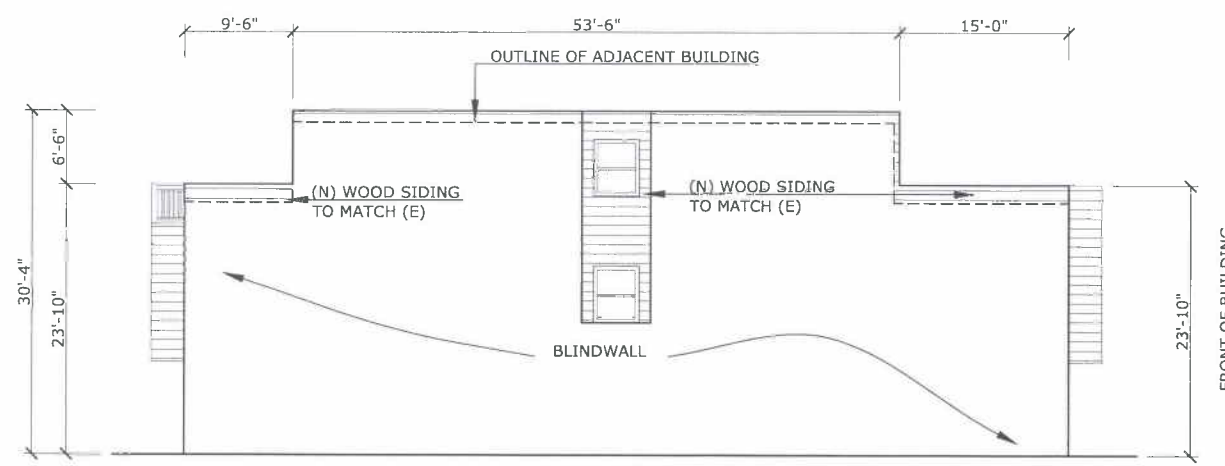 9'-6"
53'-6"
15'-0"
OUTLINE OF ADJACENT BUILDING
6'-6"
(N) WOOD SIDING
TO MATCH (E)
(N) WOOD SIDING
TO MATCH (E)
30'-4"
23'-10"
BLINDWALL
23'-10"
FRONT OF BUILDING